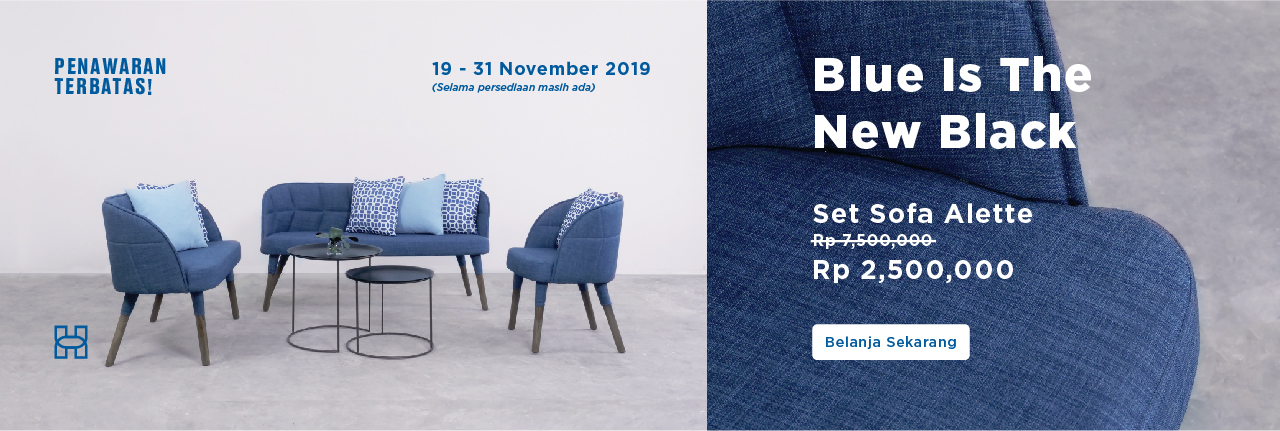 PENAWARAN
TERBATAS!
19 - 31 November 2019
(Selama persediaan masih ada)
Blue Is The
New Black
Set Sofa Alette
Rp 7,500,000
Rp 2,500,000
Belanja Sekarang